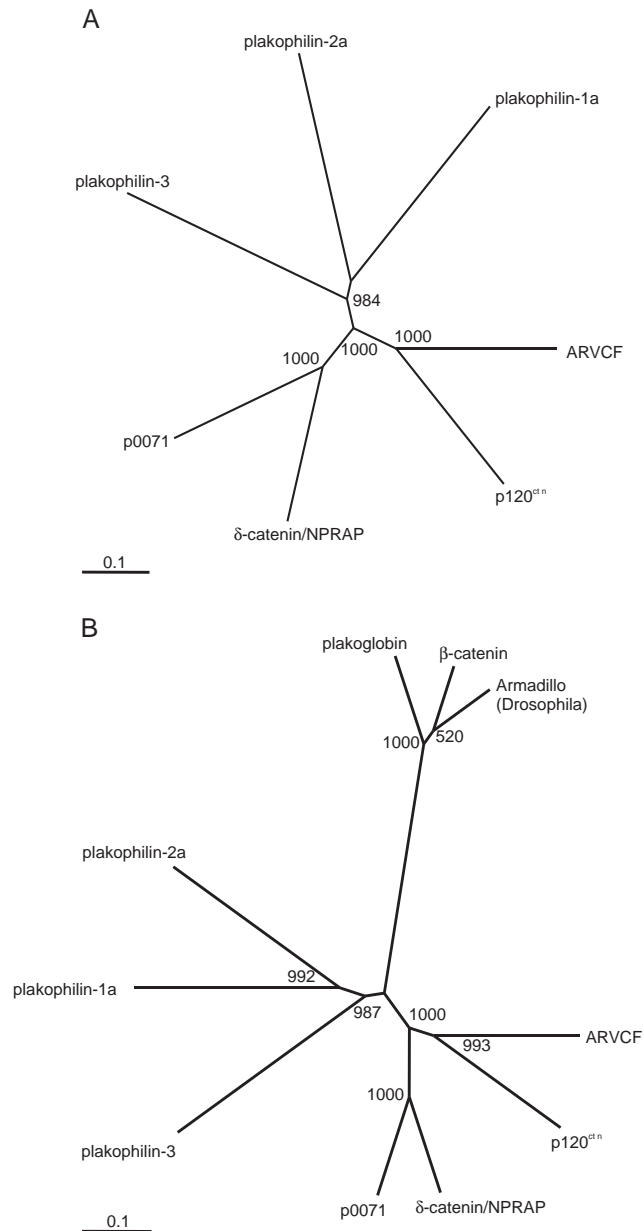 A
plakophilin-2a
plakophilin-1a
plakophilin-3
984
1000
1000
1000
ARVCF
p0071
p120ctn
δ-catenin/NPRAP
0.1
B
plakoglobin
β-catenin
Armadillo
(Drosophila)
1000
520
plakophilin-2a
992
plakophilin-1a
987
1000
993
ARVCF
1000
plakophilin-3
p120ctn
p0071
δ-catenin/NPRAP
0.1